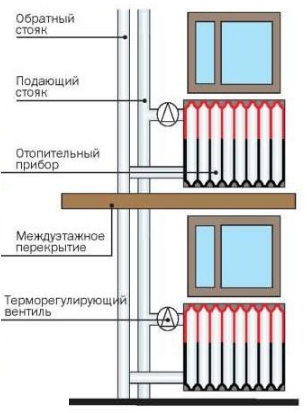 Обратный
стояк
Подающий
стояк
Отопительный
прибор
Междуэтажное
перекрытие
Терморегулирующий
вентиль